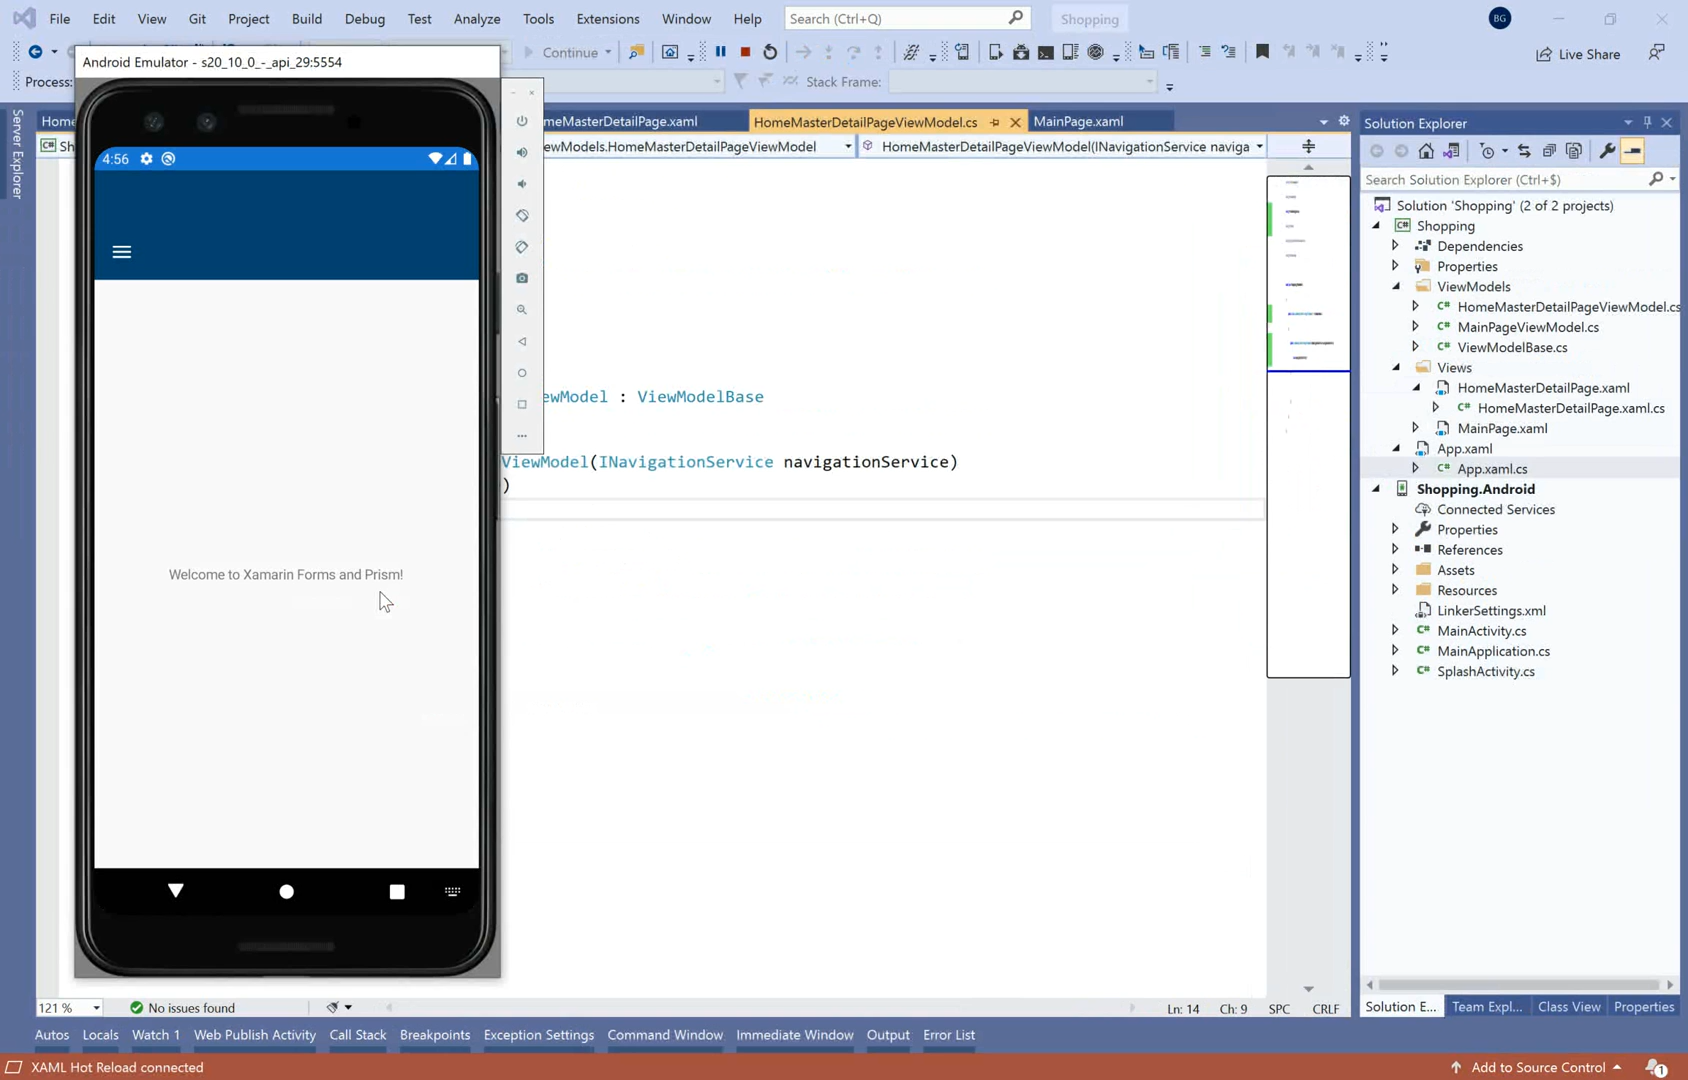 File Edit View Git Project Build Debug Test Analyze Tools Extensions Window Help Search (Ctrl+Q) Shopping BG
Continue Live Share
Process: Stack Frame:
Android Emulator - s20_10_0_-_api_29:5554
Home meMasterDetailPage.xaml HomeMasterDetailPageViewModel.cs MainPage.xaml
ewModels.HomeMasterDetailPageViewModel HomeMasterDetailPageViewModel(INavigationService naviga
Server Explorer
4:56
Welcome to Xamarin Forms and Prism!
ewModel : ViewModelBase
ViewModel(INavigationService navigationService)
)
Solution Explorer
Search Solution Explorer (Ctrl+$)
Solution 'Shopping' (2 of 2 projects)
C# Shopping
Dependencies
Properties
ViewModels
C# HomeMasterDetailPageViewModel.cs
C# MainPageViewModel.cs
C# ViewModelBase.cs
Views
HomeMasterDetailPage.xaml
C# HomeMasterDetailPage.xaml.cs
MainPage.xaml
App.xaml
C# App.xaml.cs
Shopping.Android
Connected Services
Properties
References
Assets
Resources
LinkerSettings.xml
C# MainActivity.cs
C# MainApplication.cs
C# SplashActivity.cs
Solution E... Team Expl... Class View Properties
121 % No issues found Ln: 14 Ch: 9 SPC CRLF
Autos Locals Watch 1 Web Publish Activity Call Stack Breakpoints Exception Settings Command Window Immediate Window Output Error List
XAML Hot Reload connected Add to Source Control 1